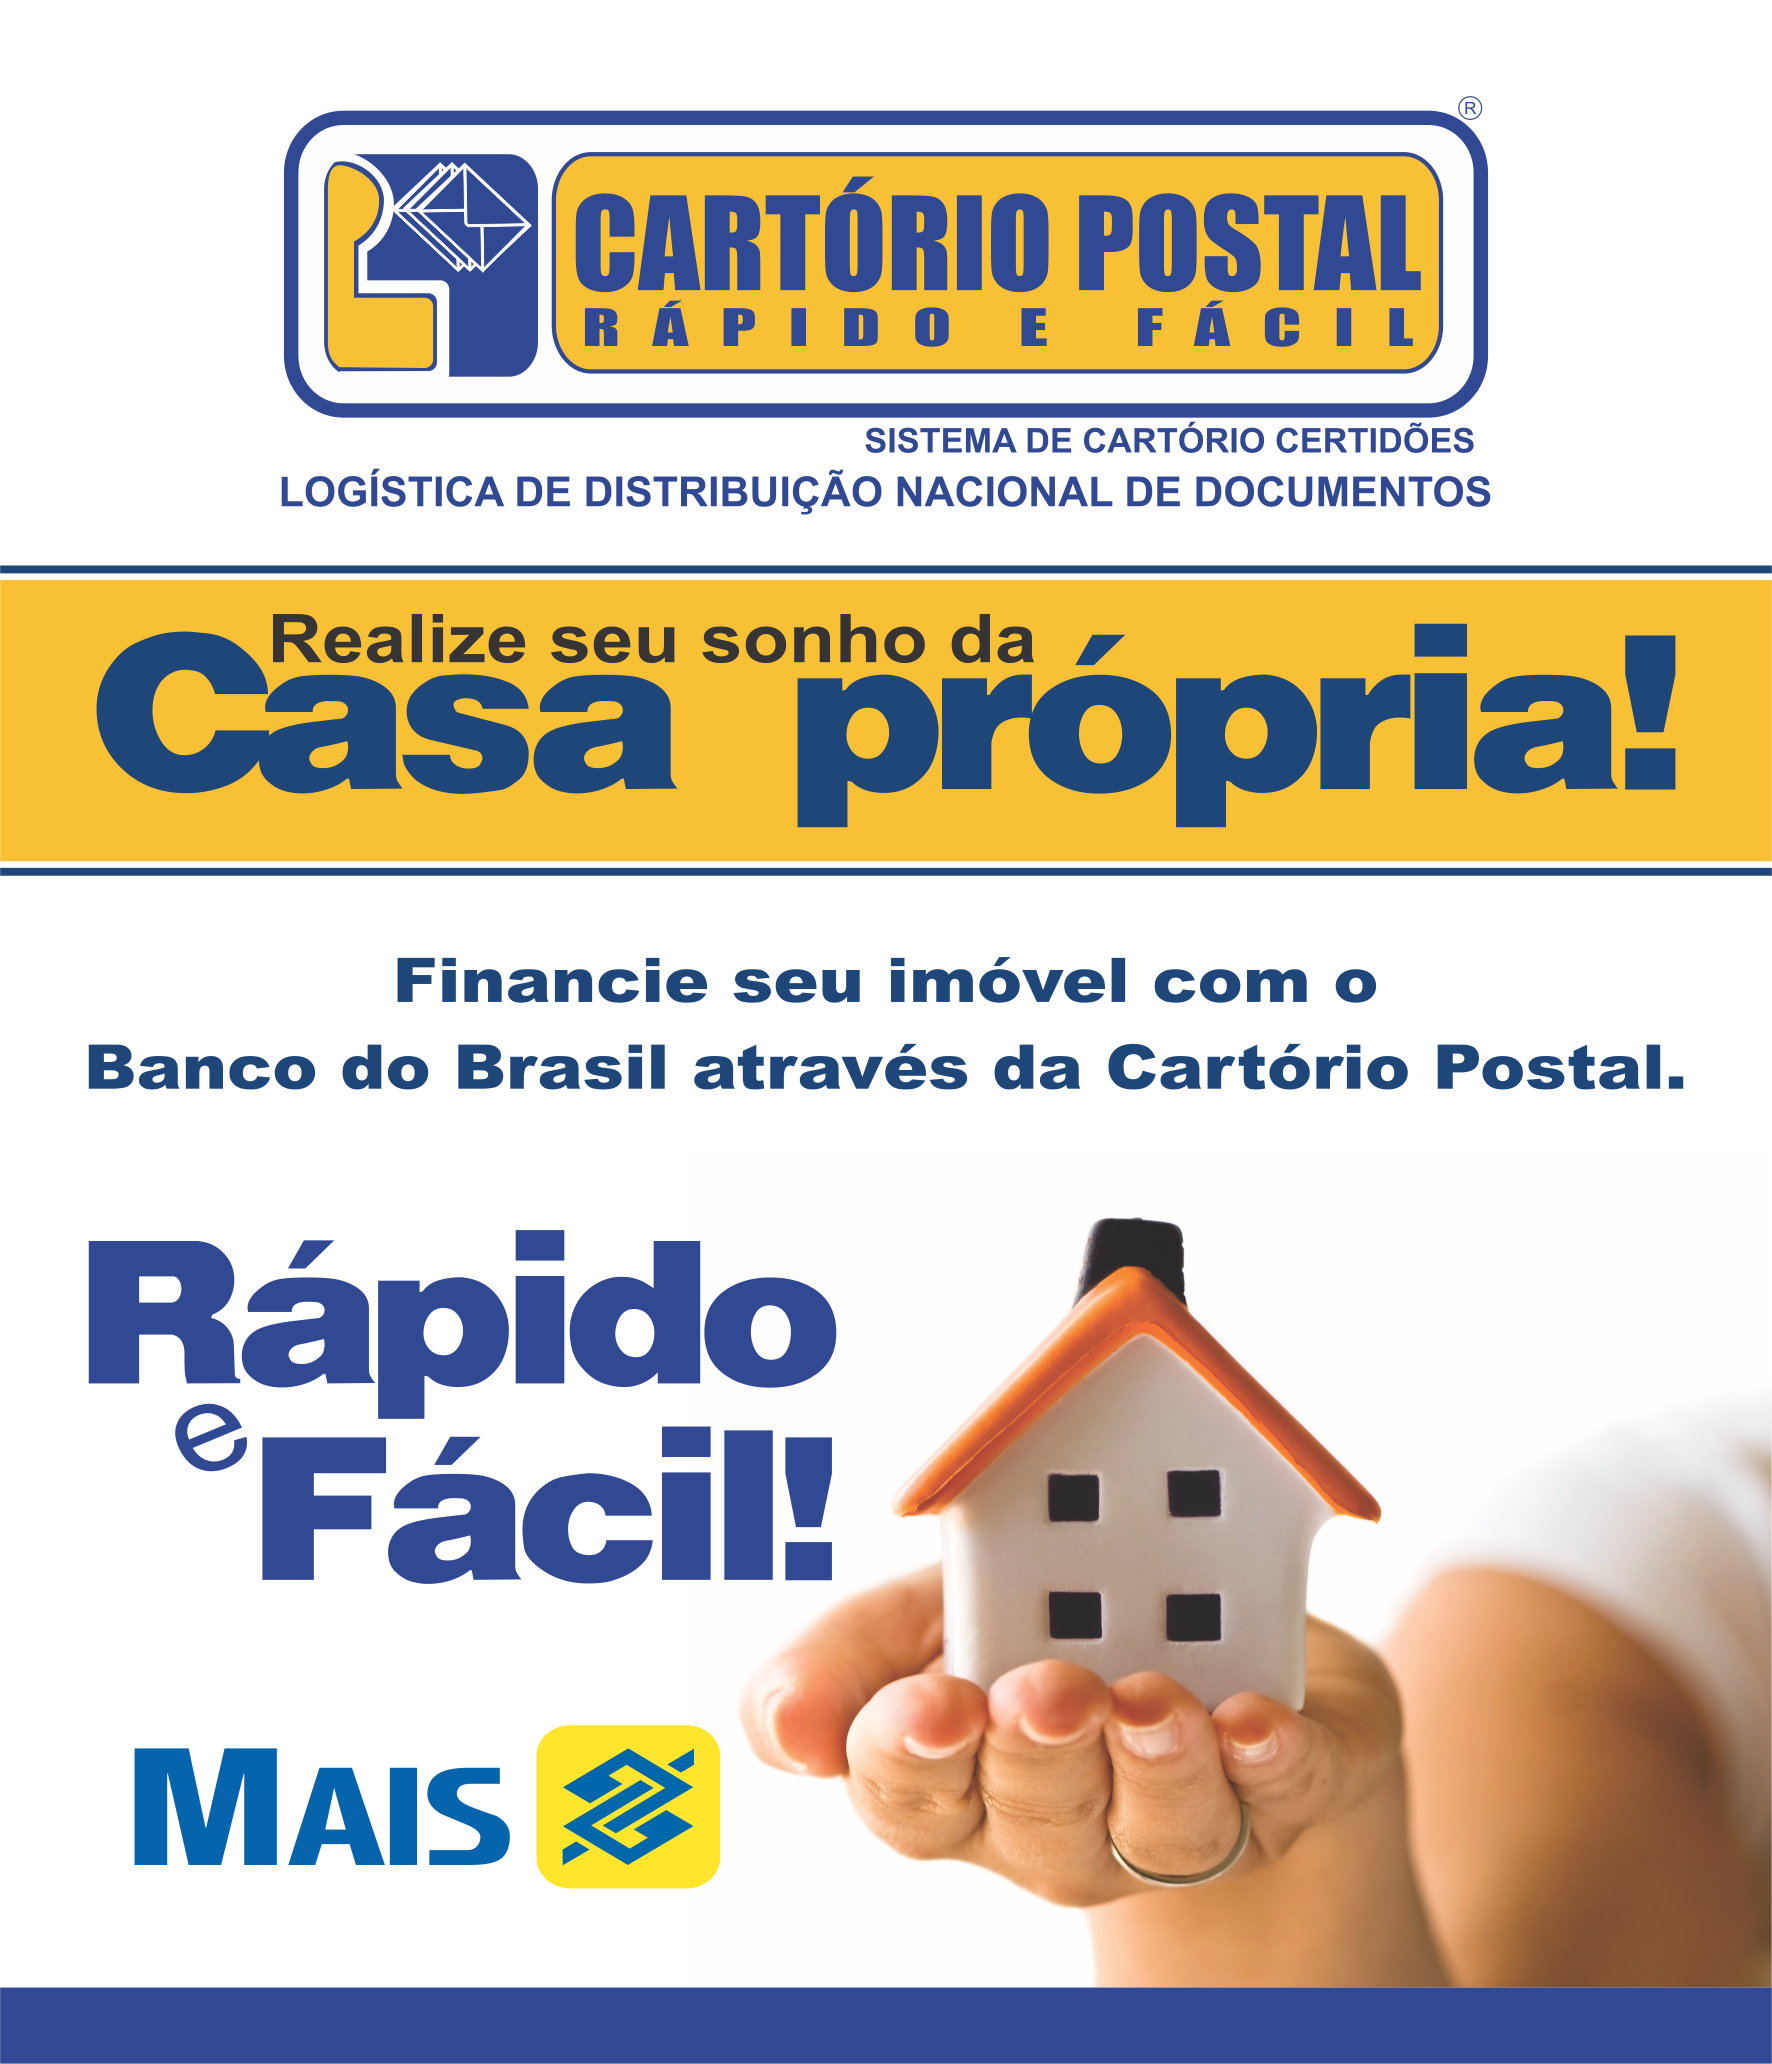 ®
CARTÓRIO POSTAL
RÁPIDO E FÁCIL
SISTEMA DE CARTÓRIO CERTIDÕES
LOGÍSTICA DE DISTRIBUIÇÃO NACIONAL DE DOCUMENTOS
Realize seu sonho da
Casa própria!
Financie seu imóvel com o
Banco do Brasil através da Cartório Postal.
Rápido
e
Fácil!
MAIS